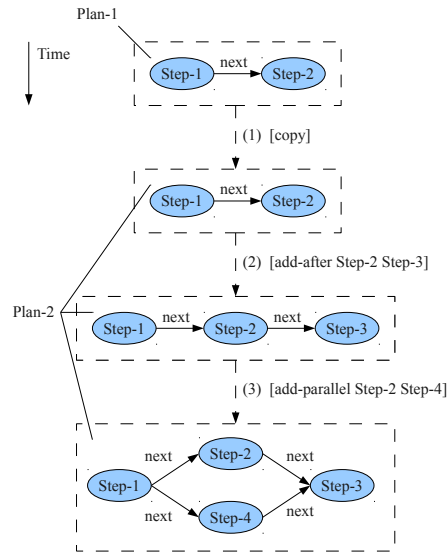 Plan-1
Time
next
Step-1 Step-2
(1) [copy]
next
Step-1 Step-2
(2) [add-after Step-2 Step-3]
Plan-2
next next
Step-1 Step-2 Step-3
(3) [add-parallel Step-2 Step-4]
Step-2
next next
Step-1 Step-3
next next
Step-4